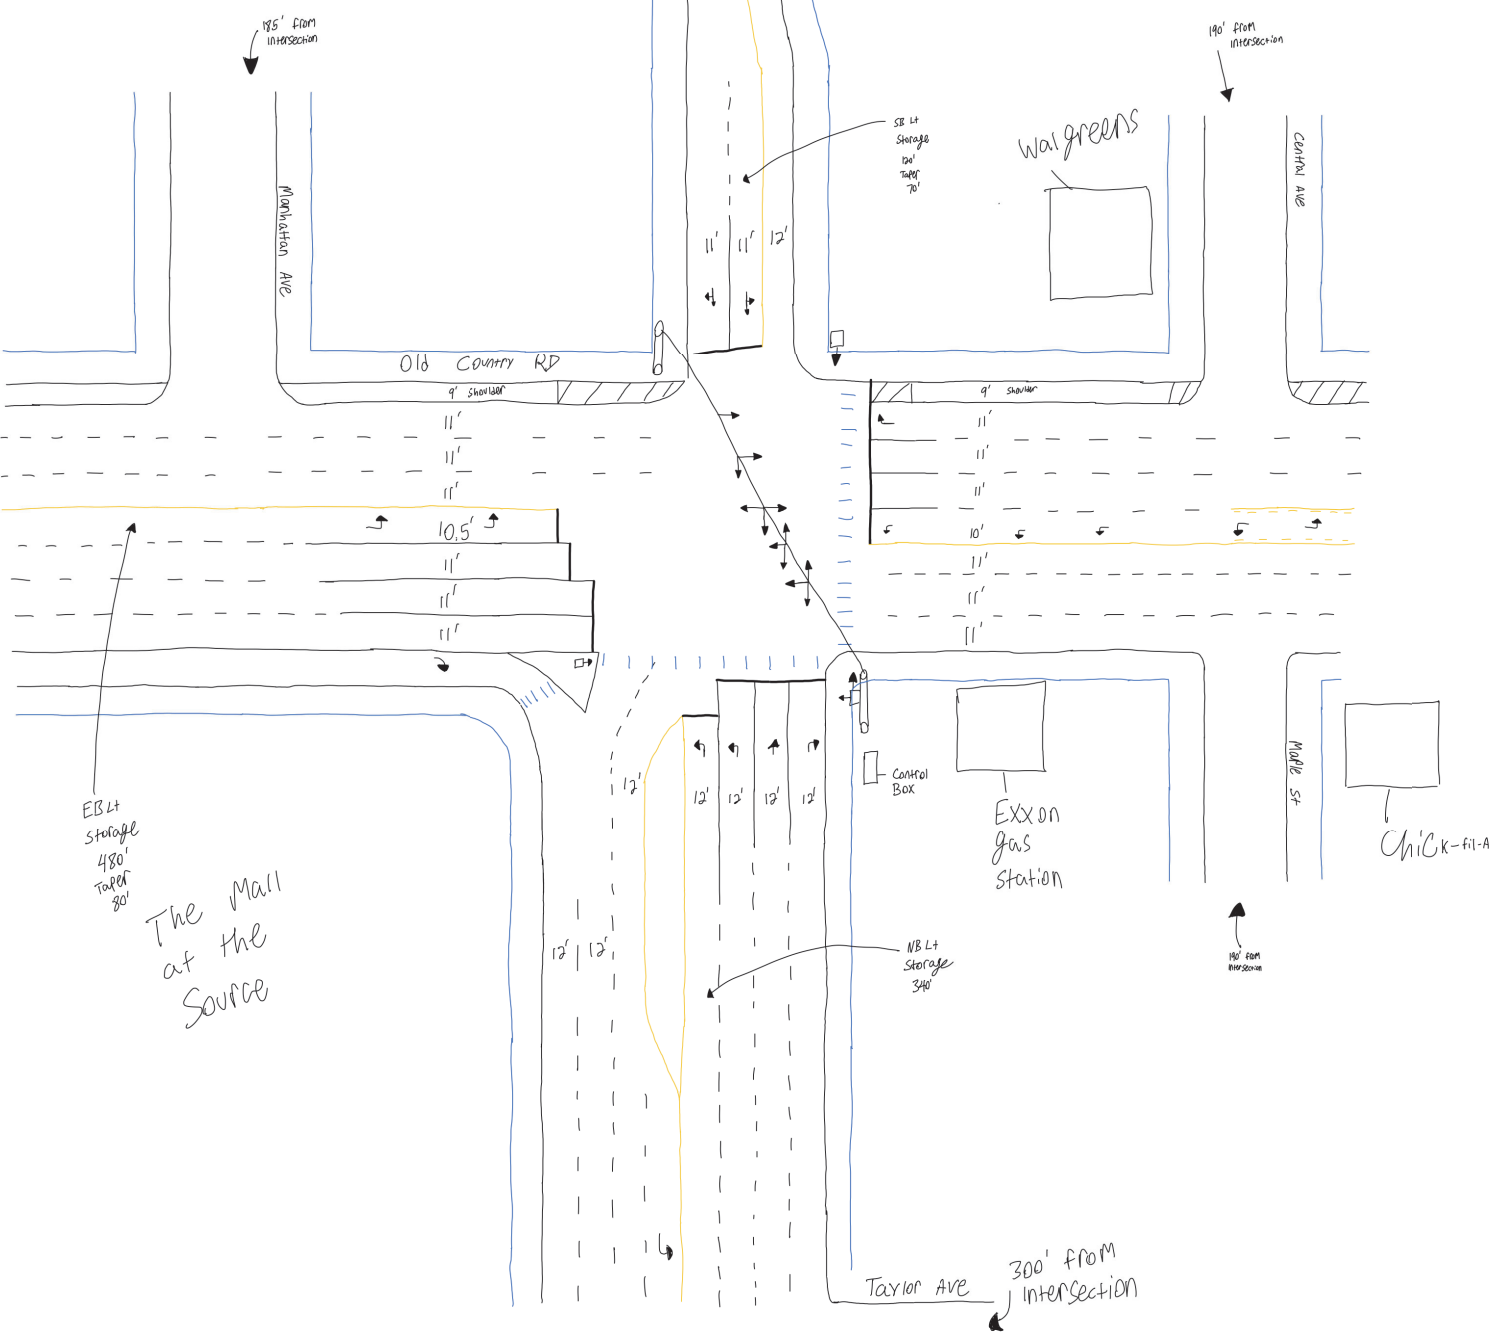 185' from
intersection
190' from
intersection
SB Lt
Storage
120'
Taper
70'
Walgreens
Central Ave
Manhattan Ave
11'
11'
12'
Old Country RD
9' shoulder
9' shoulder
11'
11'
11'
10.5'
11'
11'
11'
11'
11'
11'
10'
11'
11'
11'
EB Lt
Storage
480'
Taper
80'
The Mall
at the
Source
12'
12'
12'
12'
12'
Control
Box
Exxon
gas
station
Maple St
Chick-fil-A
12'
12'
NB Lt
Storage
340'
190' from
intersection
Taylor Ave
300' from
intersection